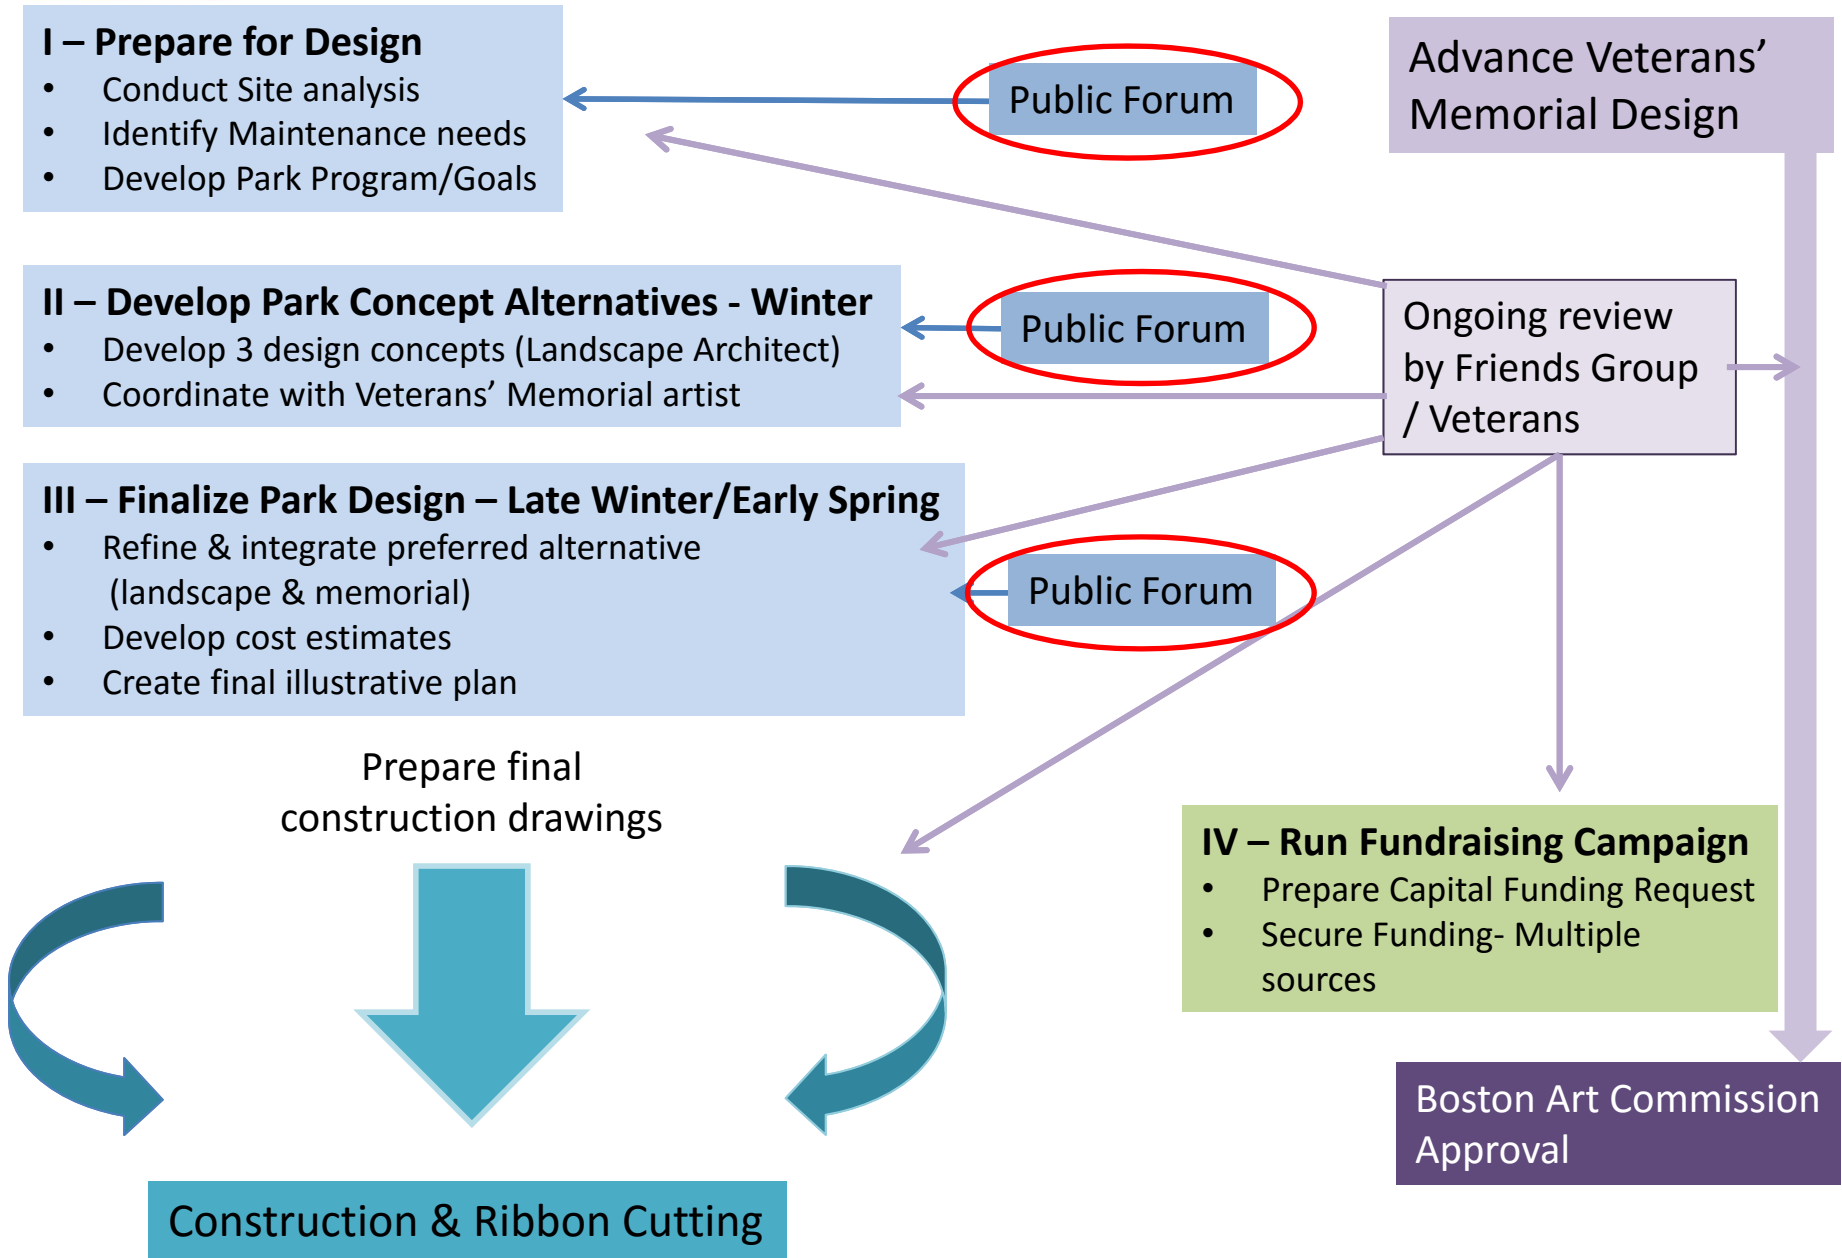 I – Prepare for Design
• Conduct Site analysis
• Identify Maintenance needs
• Develop Park Program/Goals
Public Forum
Advance Veterans’
Memorial Design
II – Develop Park Concept Alternatives - Winter
• Develop 3 design concepts (Landscape Architect)
• Coordinate with Veterans’ Memorial artist
Public Forum
Ongoing review
by Friends Group
/ Veterans
III – Finalize Park Design – Late Winter/Early Spring
• Refine & integrate preferred alternative
(landscape & memorial)
• Develop cost estimates
• Create final illustrative plan
Public Forum
Prepare final
construction drawings
IV – Run Fundraising Campaign
• Prepare Capital Funding Request
• Secure Funding- Multiple
sources
Boston Art Commission
Approval
Construction & Ribbon Cutting